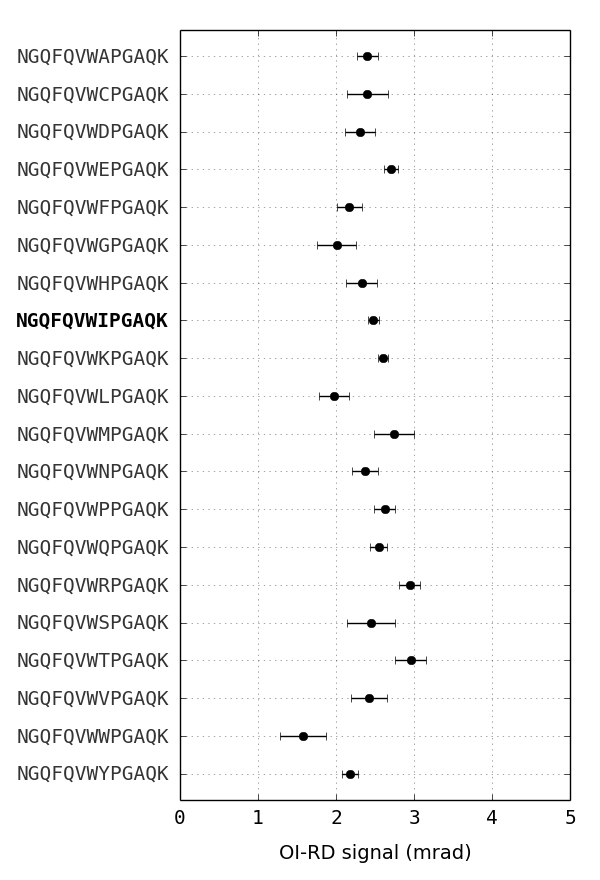 NGQFQVWAPGAQK
NGQFQVWCPGAQK
NGQFQVWDPGAQK
NGQFQVWEPGAQK
NGQFQVWFPGAQK
NGQFQVWGPGAQK
NGQFQVWHPGAQK
NGQFQVWIPGAQK
NGQFQVWKPGAQK
NGQFQVWLPGAQK
NGQFQVWMPGAQK
NGQFQVWNPGAQK
NGQFQVWPPGAQK
NGQFQVWQPGAQK
NGQFQVWRPGAQK
NGQFQVWSPGAQK
NGQFQVWTPGAQK
NGQFQVWVPGAQK
NGQFQVWWPGAQK
NGQFQVWYPGAQK
0 1 2 3 4 5
OI-RD signal (mrad)